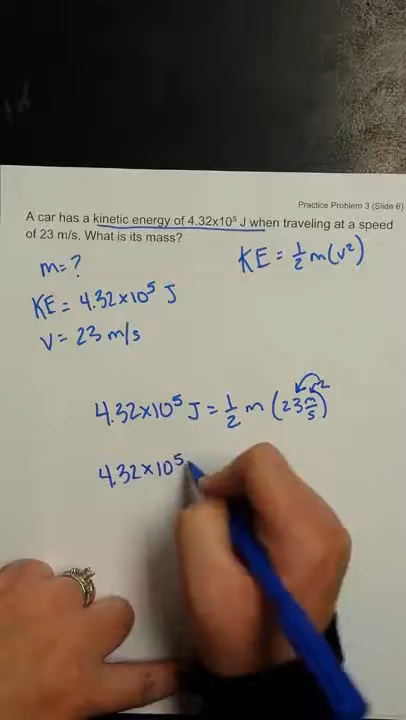 Practice Problem 3 (Slide 6)
A car has a kinetic energy of 4.32x10⁵ J when traveling at a speed
of 23 m/s. What is its mass?
m=?
KE = ½ m(v²)
KE = 4.32x10⁵ J
v = 23 m/s
4.32x10⁵ J = ½ m (23 m/s)²
4.32x10⁵